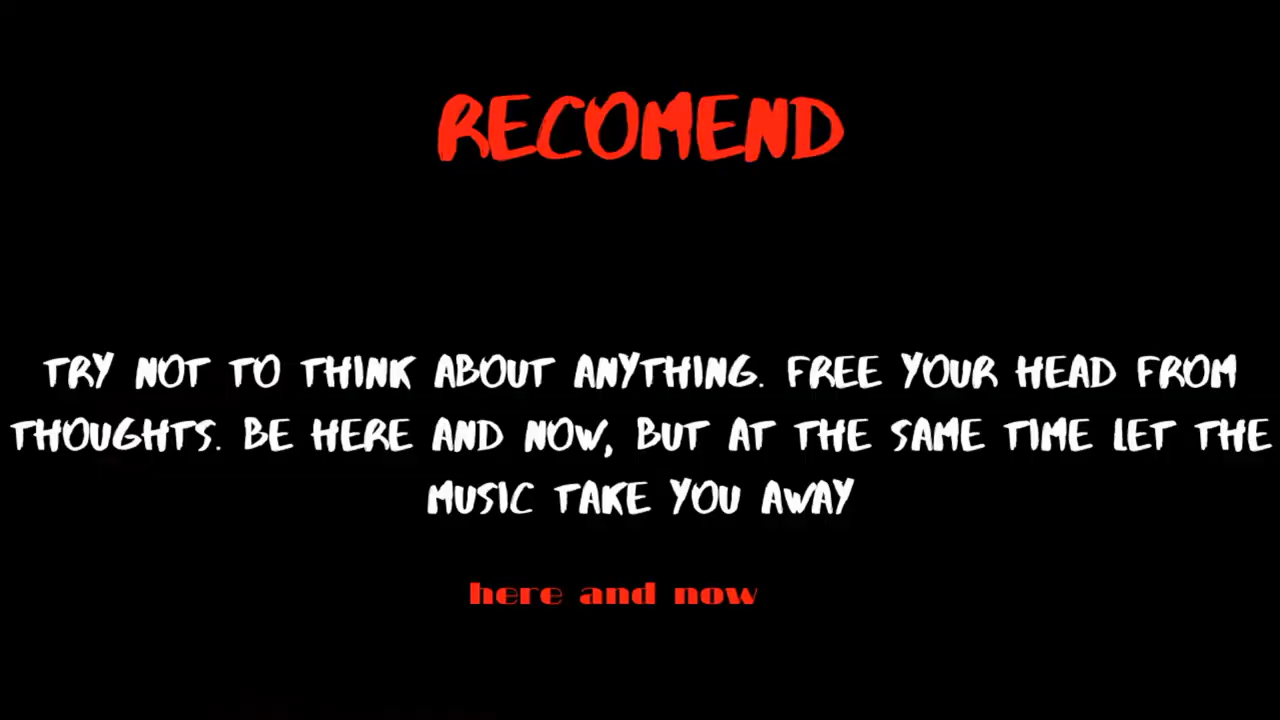 RECOMEND
TRY NOT TO THINK ABOUT ANYTHING. FREE YOUR HEAD FROM
THOUGHTS. BE HERE AND NOW, BUT AT THE SAME TIME LET THE
MUSIC TAKE YOU AWAY
here and now